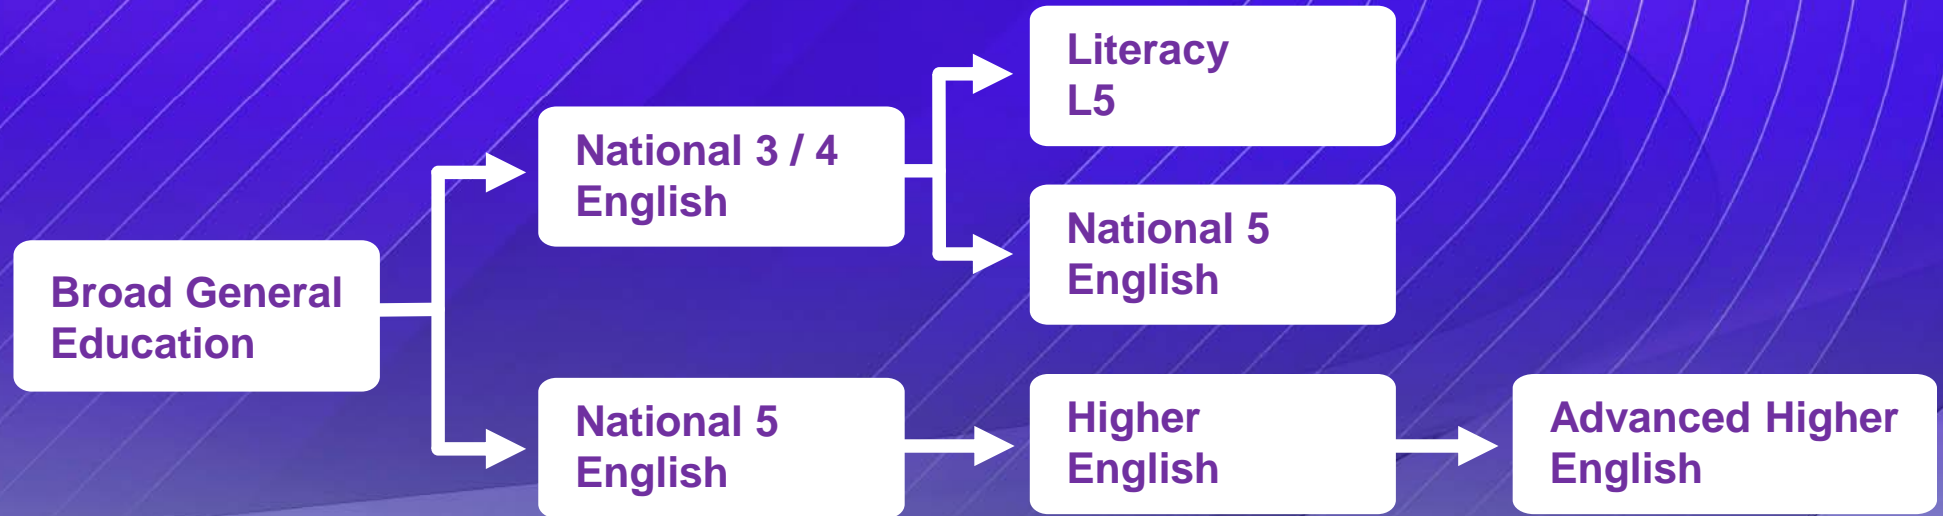 Broad General
Education
National 3 / 4
English
National 5
English
Literacy
L5
National 5
English
Higher
English
Advanced Higher
English